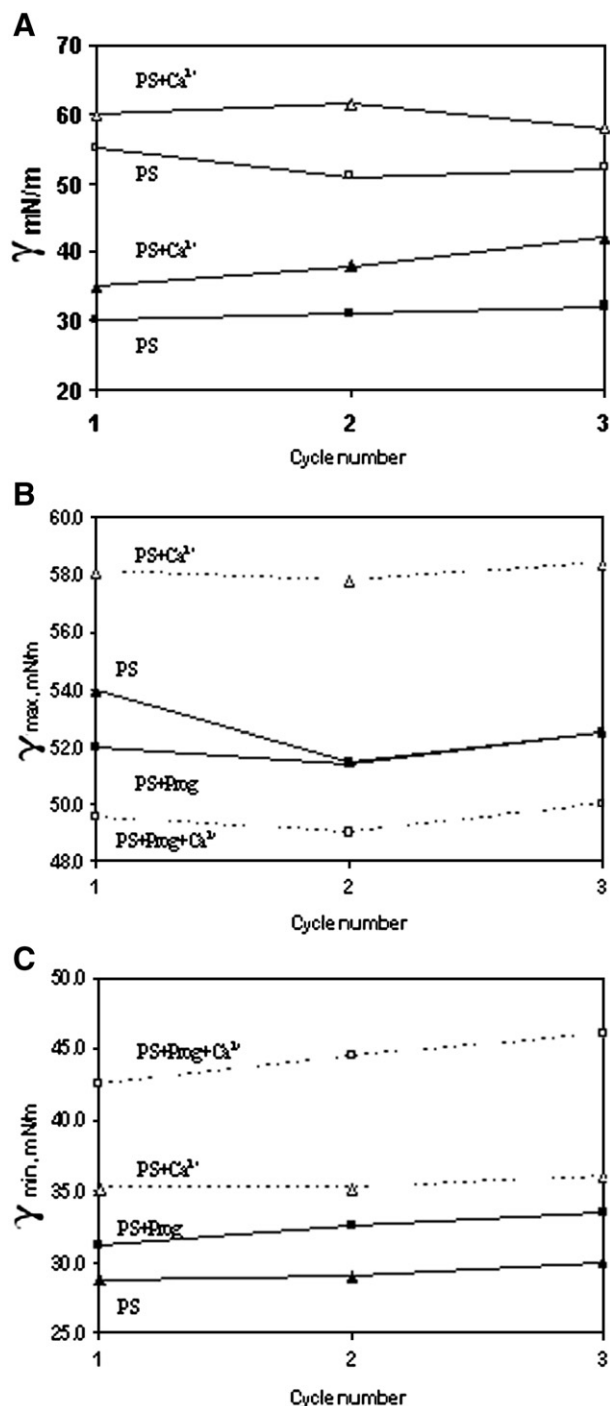 A
70
60
50
40
30
20
γ mN/m
PS+Ca²⁺
PS
PS+Ca²⁺
PS
1 2 3
Cycle number
B
60.0
58.0
56.0
54.0
52.0
50.0
48.0
γ max, mN/m
PS+Ca²⁺
PS
PS+Prog
PS+Prog+Ca²⁺
1 2 3
Cycle number
C
50.0
45.0
40.0
35.0
30.0
25.0
γ min, mN/m
PS+Prog+Ca²⁺
PS+Ca²⁺
PS+Prog
PS
1 2 3
Cycle number